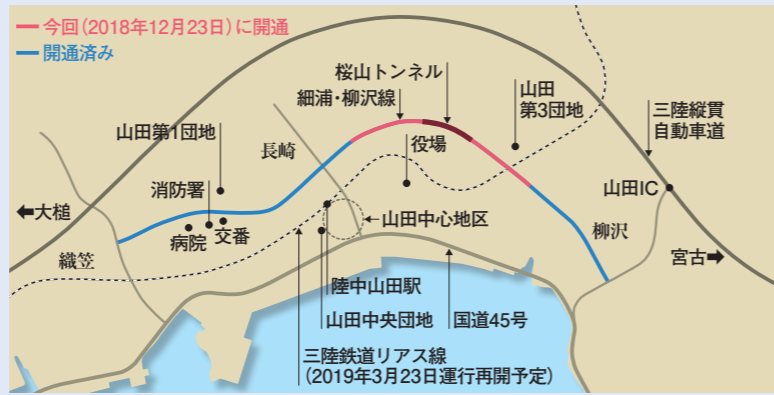 今回（2018年12月23日）に開通
開通済み
桜山トンネル
細浦・柳沢線
山田
第3団地
三陸縦貫
自動車道
山田第1団地
長崎
役場
消防署
山田IC
←大槌
山田中心地区
病院
交番
柳沢
織笠
宮古→
陸中山田駅
山田中央団地
国道45号
三陸鉄道リアス線
（2019年3月23日運行再開予定）